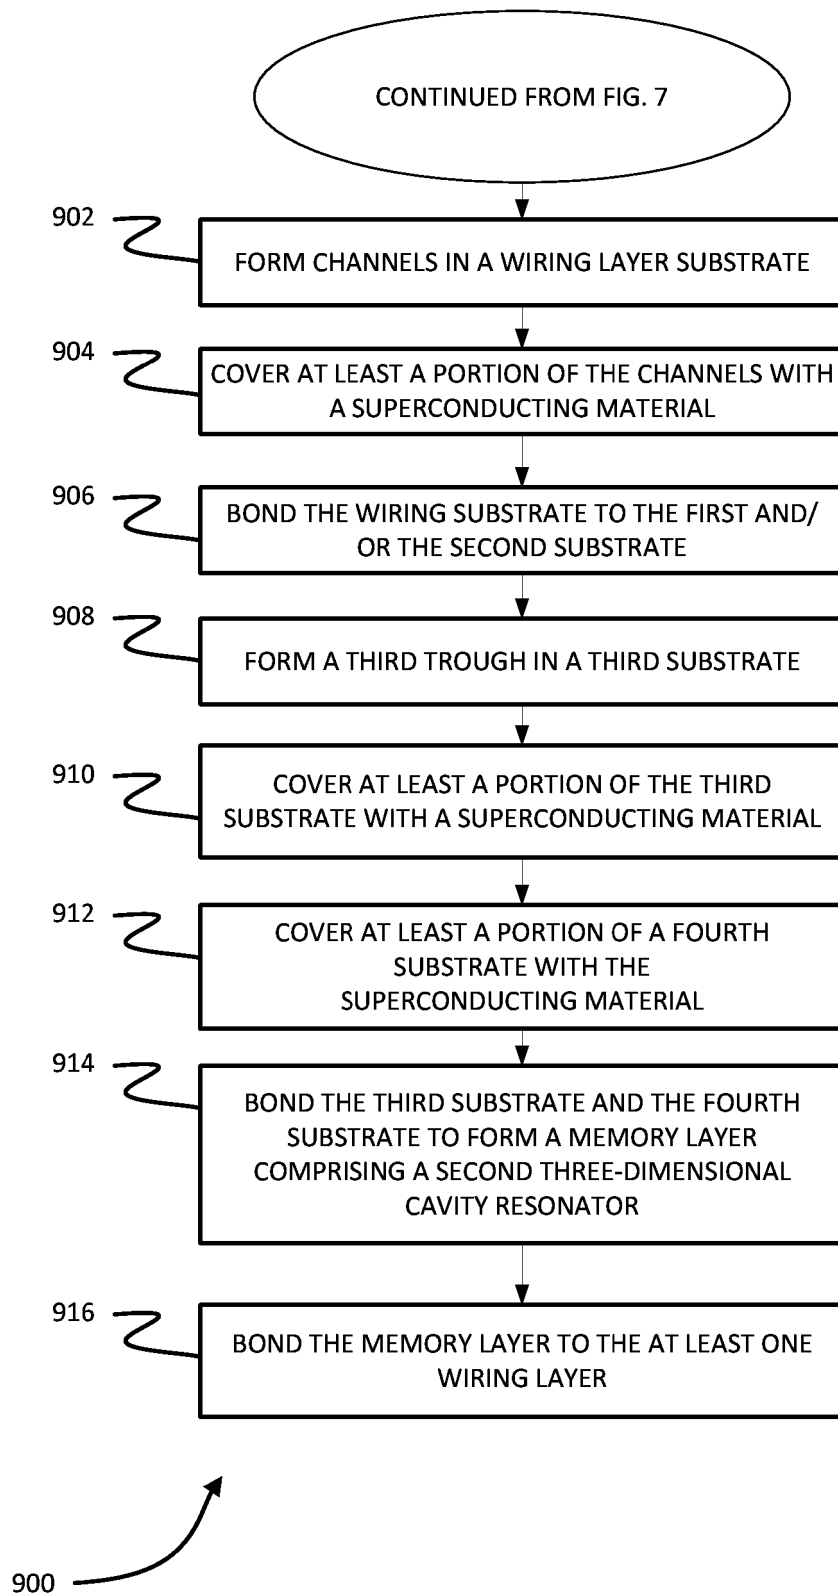 CONTINUED FROM FIG. 7
902
FORM CHANNELS IN A WIRING LAYER SUBSTRATE
904
COVER AT LEAST A PORTION OF THE CHANNELS WITH
A SUPERCONDUCTING MATERIAL
906
BOND THE WIRING SUBSTRATE TO THE FIRST AND/
OR THE SECOND SUBSTRATE
908
FORM A THIRD TROUGH IN A THIRD SUBSTRATE
910
COVER AT LEAST A PORTION OF THE THIRD
SUBSTRATE WITH A SUPERCONDUCTING MATERIAL
912
COVER AT LEAST A PORTION OF A FOURTH
SUBSTRATE WITH THE
SUPERCONDUCTING MATERIAL
914
BOND THE THIRD SUBSTRATE AND THE FOURTH
SUBSTRATE TO FORM A MEMORY LAYER
COMPRISING A SECOND THREE-DIMENSIONAL
CAVITY RESONATOR
916
BOND THE MEMORY LAYER TO THE AT LEAST ONE
WIRING LAYER
900